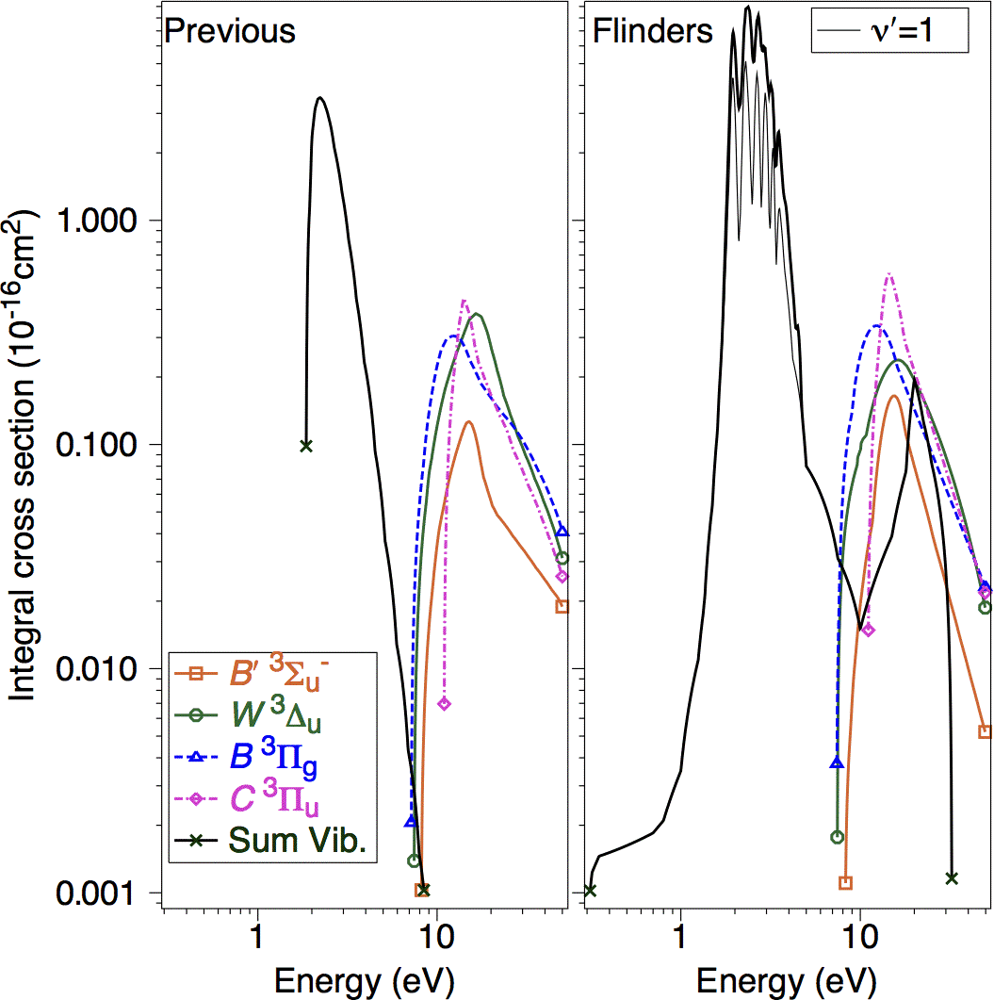 Previous
Flinders
ν′=1
Integral cross section (10⁻¹⁶cm²)
1.000
0.100
0.010
0.001
B′ ³Σᵤ⁻
W ³Δᵤ
B ³Πg
C ³Πᵤ
Sum Vib.
1 10
1 10
Energy (eV)
Energy (eV)